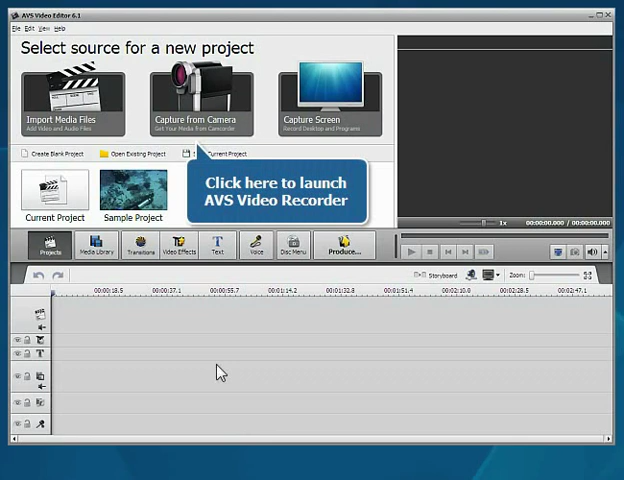 AVS Video Editor 6.1
File Edit View Help
Select source for a new project
Import Media Files
Add Video and Audio Files
Capture from Camera
Get Your Media from Camcorder
Capture Screen
Record Desktop and Programs
Create Blank Project
Open Existing Project
Current Project
Click here to launch
AVS Video Recorder
Current Project
Sample Project
1x
00:00:00.000 / 00:00:00.000
Projects
Media Library
Transitions
Video Effects
Text
Voice
Disc Menu
Produce...
Storyboard
Zoom:
00:00:18.5 00:00:37.1 00:00:55.7 00:01:14.2 00:01:32.8 00:01:51.4 00:02:10.0 00:02:28.5 00:02:47.1